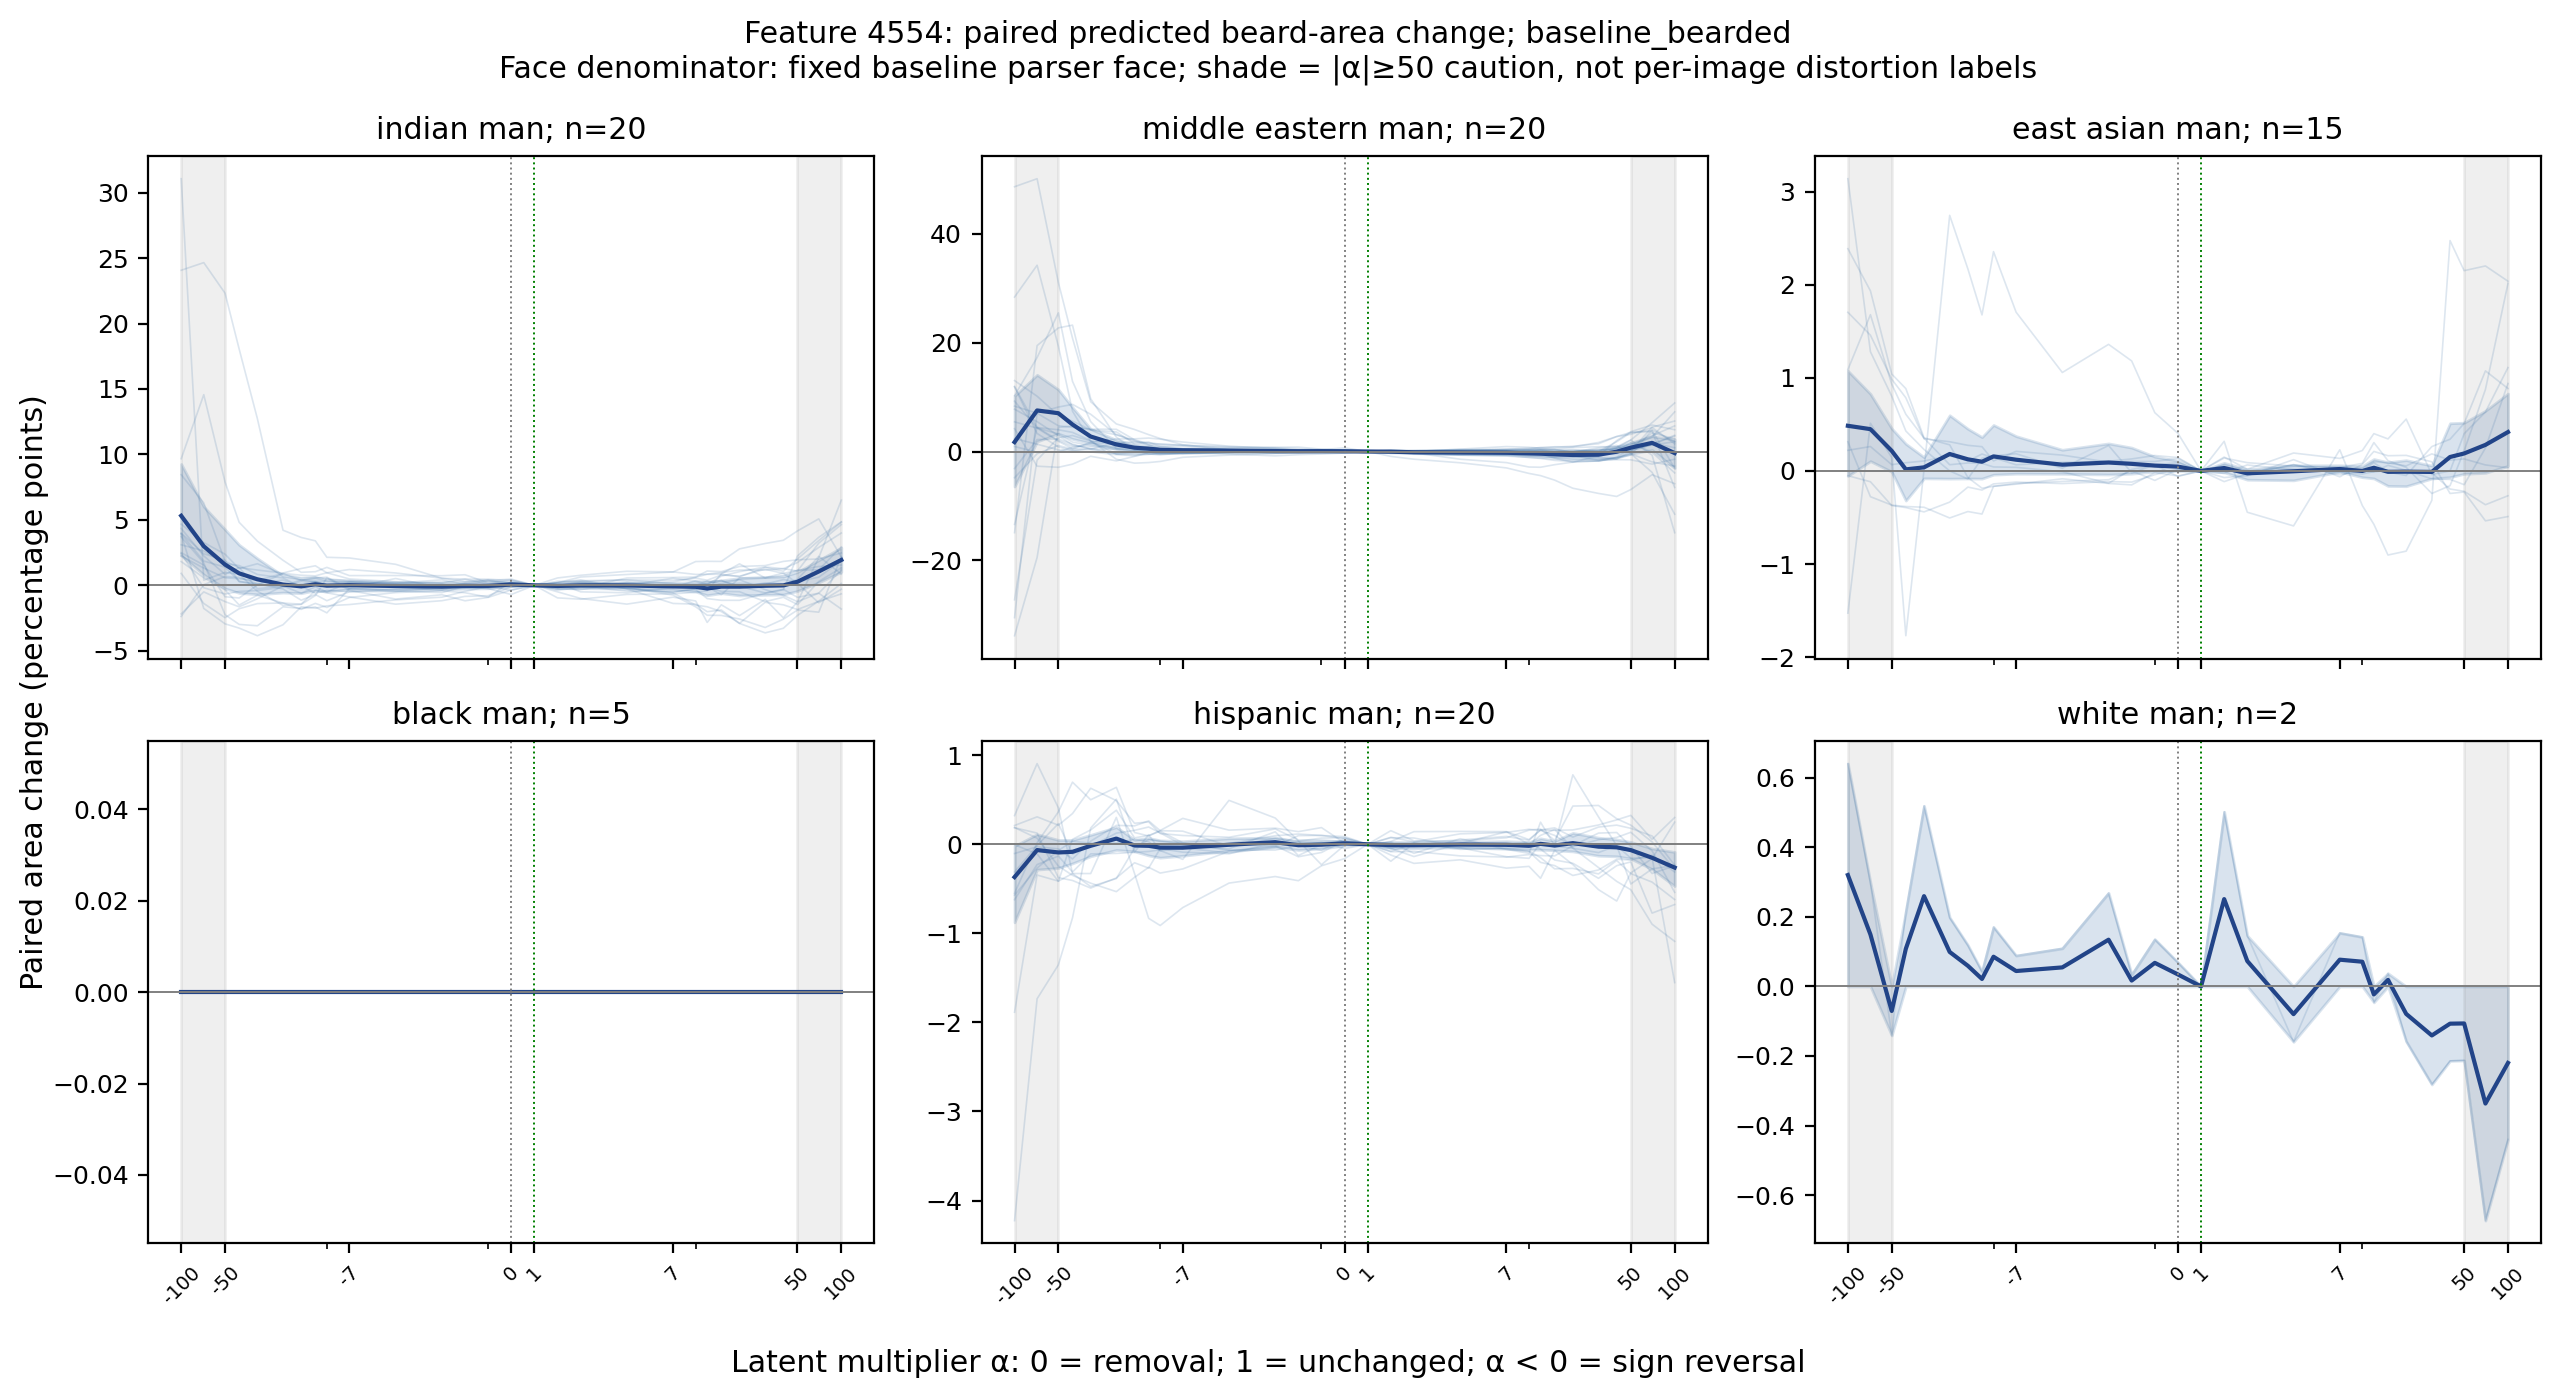 Feature 4554: paired predicted beard-area change; baseline_bearded
Face denominator: fixed baseline parser face; shade = |α|≥50 caution, not per-image distortion labels
Paired area change (percentage points)
indian man; n=20
30
25
20
15
10
5
0
−5
middle eastern man; n=20
40
20
0
−20
east asian man; n=15
3
2
1
0
−1
−2
black man; n=5
0.04
0.02
0.00
−0.02
−0.04
-100 -50 -7 0 1 7 50 100
hispanic man; n=20
1
0
−1
−2
−3
−4
-100 -50 -7 0 1 7 50 100
white man; n=2
0.6
0.4
0.2
0.0
−0.2
−0.4
−0.6
-100 -50 -7 0 1 7 50 100
Latent multiplier α: 0 = removal; 1 = unchanged; α < 0 = sign reversal